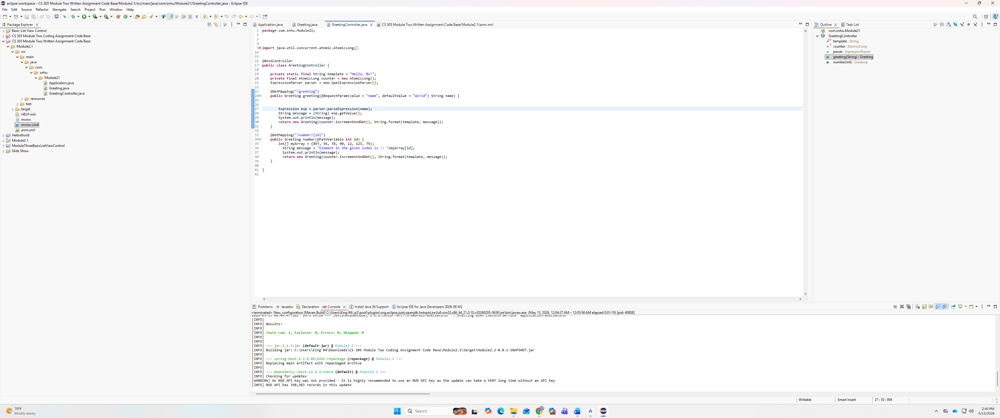 eclipse-workspace - CS 305 Module Two Written Assignment Code Base/Module2.1/src/main/java/com/snhu/Module21/GreetingController.java - Eclipse IDE
File Edit Source Refactor Navigate Search Project Run Window Help
Package Explorer
Basic List View Control
CS 305 Module Two Coding Assignment Code Base
CS 305 Module Two Written Assignment Code Base
Module2.1
src
main
java
com
snhu
Module21
Application.java
Greeting.java
GreetingController.java
resources
test
target
HELP.md
mvnw
mvnw.cmd
pom.xml
HelloWorld
Module2.1
ModuleThreeBasicListViewControl
Slide Show
Application.java Greeting.java GreetingController.java CS 305 Module Two Written Assignment Code Base/Module2.1/pom.xml
1 package com.snhu.Module21;
2
3
4
5 import java.util.concurrent.atomic.AtomicLong;
14
15
16 @RestController
17 public class GreetingController {
18
19 private static final String template = "Hello, %s!";
20 private final AtomicLong counter = new AtomicLong();
21 ExpressionParser parser = new SpelExpressionParser();
22
23 @GetMapping("/greeting")
24 public Greeting greeting(@RequestParam(value = "name", defaultValue = "World") String name) {
25
26
27 Expression exp = parser.parseExpression(name);
28 String message = (String) exp.getValue();
29 System.out.println(message);
30 return new Greeting(counter.incrementAndGet(), String.format(template, message));
31 }
32
33 @GetMapping("/number/{id}")
34 public Greeting number(@PathVariable int id) {
35 int[] myArray = {897, 56, 78, 90, 12, 123, 75};
36 String message = "Element in the given index is :: "+myArray[id];
37 System.out.println(message);
38 return new Greeting(counter.incrementAndGet(), String.format(template, message));
39 }
40
41 }
42
Outline Task List
com.snhu.Module21
GreetingController
template : String
counter : AtomicLong
parser : ExpressionParser
greeting(String) : Greeting
number(int) : Greeting
Problems Javadoc Declaration Console Install Java 26 Support Eclipse IDE for Java Developers 2026-06 M2
<terminated> New_configuration [Maven Build] C:\Users\King R4\.p2\pool\plugins\org.eclipse.justj.openjdk.hotspot.jre.full.win32.x86_64_21.0.10.v20260205-0638\jre\bin\javaw.exe (May 13, 2026, 12:04:37 AM – 12:05:56 AM elapsed 0:01:19) [pid: 40808]
[INFO]
[INFO] Results:
[INFO]
[INFO] Tests run: 1, Failures: 0, Errors: 0, Skipped: 0
[INFO]
[INFO]
[INFO] --- jar:3.1.2:jar (default-jar) @ Module2.2 ---
[INFO] Building jar: C:\Users\King R4\Downloads\CS 305 Module Two Coding Assignment Code Base\Module2.2\target\Module2.2-0.0.1-SNAPSHOT.jar
[INFO]
[INFO] --- spring-boot:2.2.4.RELEASE:repackage (repackage) @ Module2.2 ---
[INFO] Replacing main artifact with repackaged archive
[INFO]
[INFO] --- dependency-check:12.2.2:check (default) @ Module2.2 ---
[INFO] Checking for updates
[WARNING] An NVD API Key was not provided - it is highly recommended to use an NVD API key as the update can take a VERY long time without an API Key
[INFO] NVD API has 350,383 records in this update
Writable Smart Insert 27 : 55 : 894
70°F
Mostly sunny
Search
2:40 PM
5/13/2026